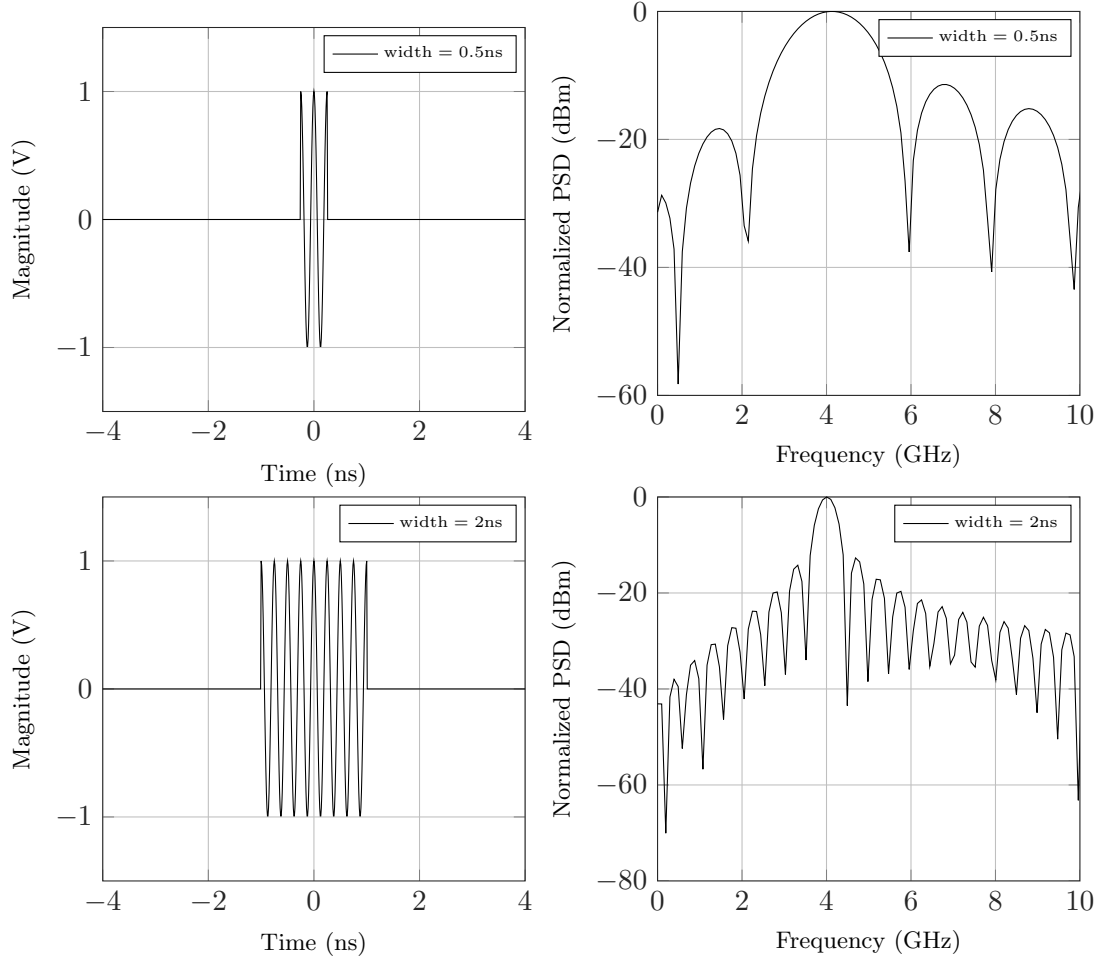 width = 0.5ns
1
0
−1
Magnitude (V)
−4 −2 0 2 4
Time (ns)
width = 0.5ns
0
−20
−40
−60
Normalized PSD (dBm)
0 2 4 6 8 10
Frequency (GHz)
width = 2ns
1
0
−1
Magnitude (V)
−4 −2 0 2 4
Time (ns)
width = 2ns
0
−20
−40
−60
−80
Normalized PSD (dBm)
0 2 4 6 8 10
Frequency (GHz)